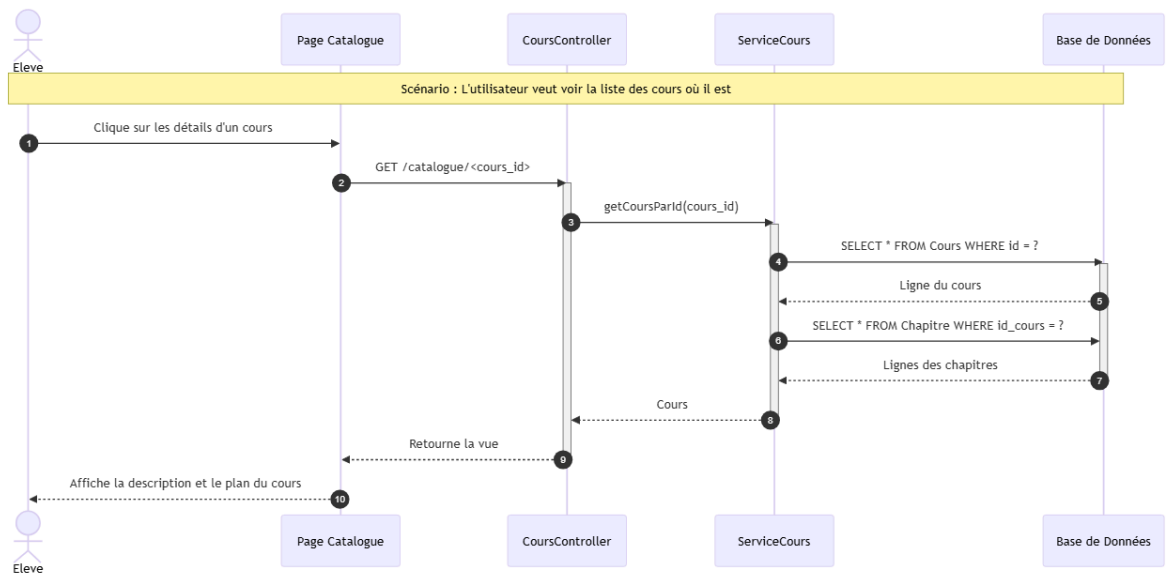 Eleve
Page Catalogue
CoursController
ServiceCours
Base de Données
Scénario : L'utilisateur veut voir la liste des cours où il est
1
Clique sur les détails d'un cours
2
GET /catalogue/<cours_id>
3
getCoursParId(cours_id)
4
SELECT * FROM Cours WHERE id = ?
5
Ligne du cours
6
SELECT * FROM Chapitre WHERE id_cours = ?
7
Lignes des chapitres
8
Cours
9
Retourne la vue
10
Affiche la description et le plan du cours
Eleve
Page Catalogue
CoursController
ServiceCours
Base de Données